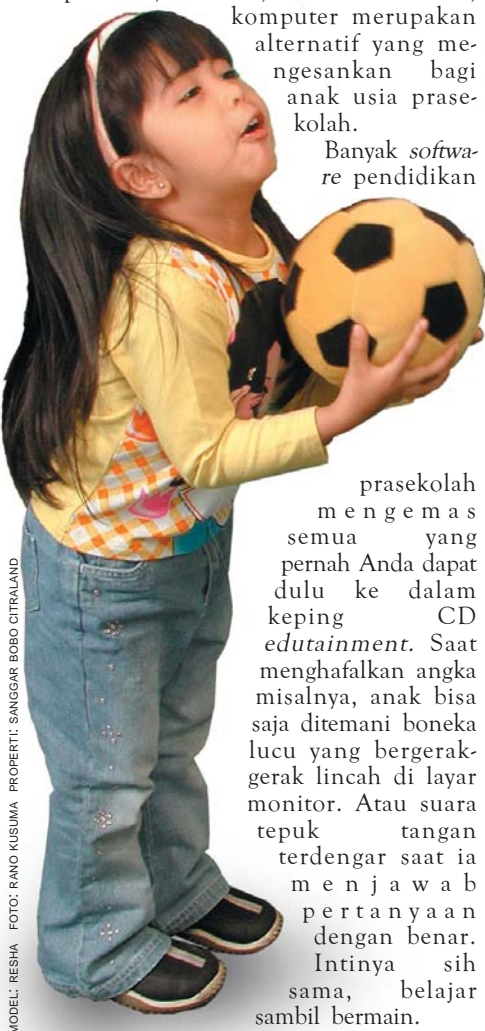 komputer merupakan
alternatif yang me-
ngesankan bagi
anak usia prase-
kolah.
Banyak softwa-
re pendidikan
prasekolah
mengemas
semua yang
pernah Anda dapat
dulu ke dalam
keping CD
edutainment. Saat
menghafalkan angka
misalnya, anak bisa
saja ditemani boneka
lucu yang bergerak-
gerak lincah di layar
monitor. Atau suara
tepuk tangan
terdengar saat ia
menjawab
pertanyaan
dengan benar.
Intinya sih
sama, belajar
sambil bermain.
MODEL: RESHA FOTO: RANO KUSUMA PROPERTI: SANGGAR BOBO CITRALAND